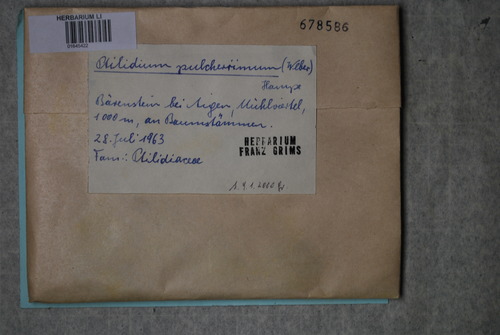 HERBARIUM LI
678586
Ptilidium pulcherrimum (Weber)
Hampe
Bärenstein bei Aigen, Mühlviertel,
1000 m, an Baumstämmen.
28. Juli 1963
Fam.: Ptilidiaceae
HERBARIUM
FRANZ GRIMS